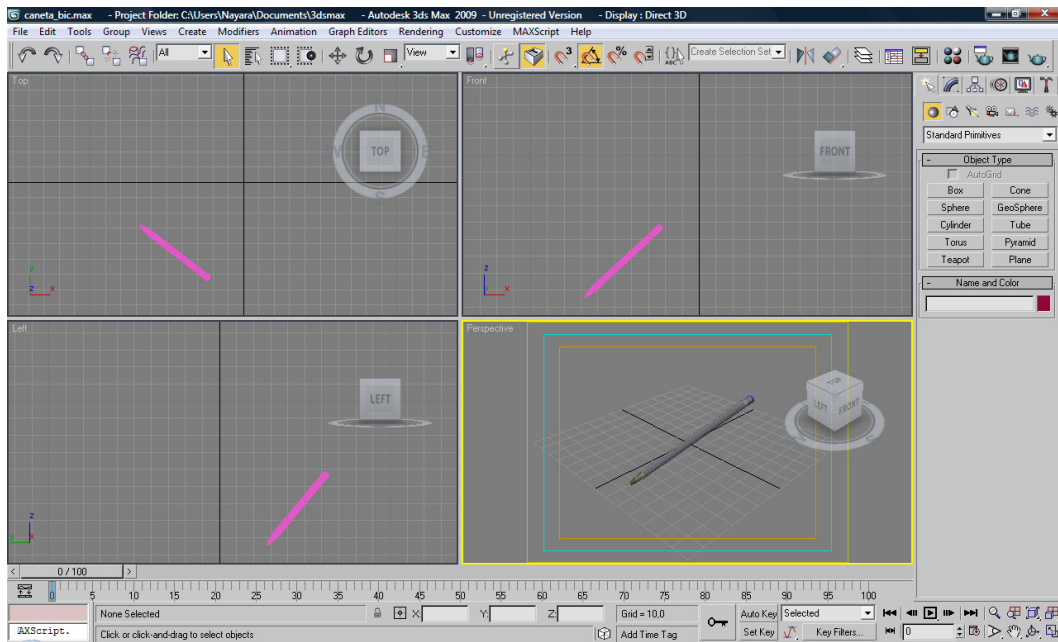 caneta_bic.max - Project Folder: C:\Users\Nayara\Documents\3dsmax - Autodesk 3ds Max 2009 - Unregistered Version - Display : Direct 3D
File Edit Tools Group Views Create Modifiers Animation Graph Editors Rendering Customize MAXScript Help
All View 3 % ABC Create Selection Set
Top Front
N
W TOP E
S
FRONT
y
z x
z
y x
Standard Primitives
- Object Type
AutoGrid
Box Cone
Sphere GeoSphere
Cylinder Tube
Torus Pyramid
Teapot Plane
- Name and Color
Left Perspective
LEFT
TOP
LEFT FRONT
S
z
y x
< 0 / 100 >
0 5 10 15 20 25 30 35 40 45 50 55 60 65 70 75 80 85 90 95 100
None Selected X: Y: Z: Grid = 10,0 Auto Key Selected
MAXScript. Click or click-and-drag to select objects Add Time Tag Set Key Key Filters... 0